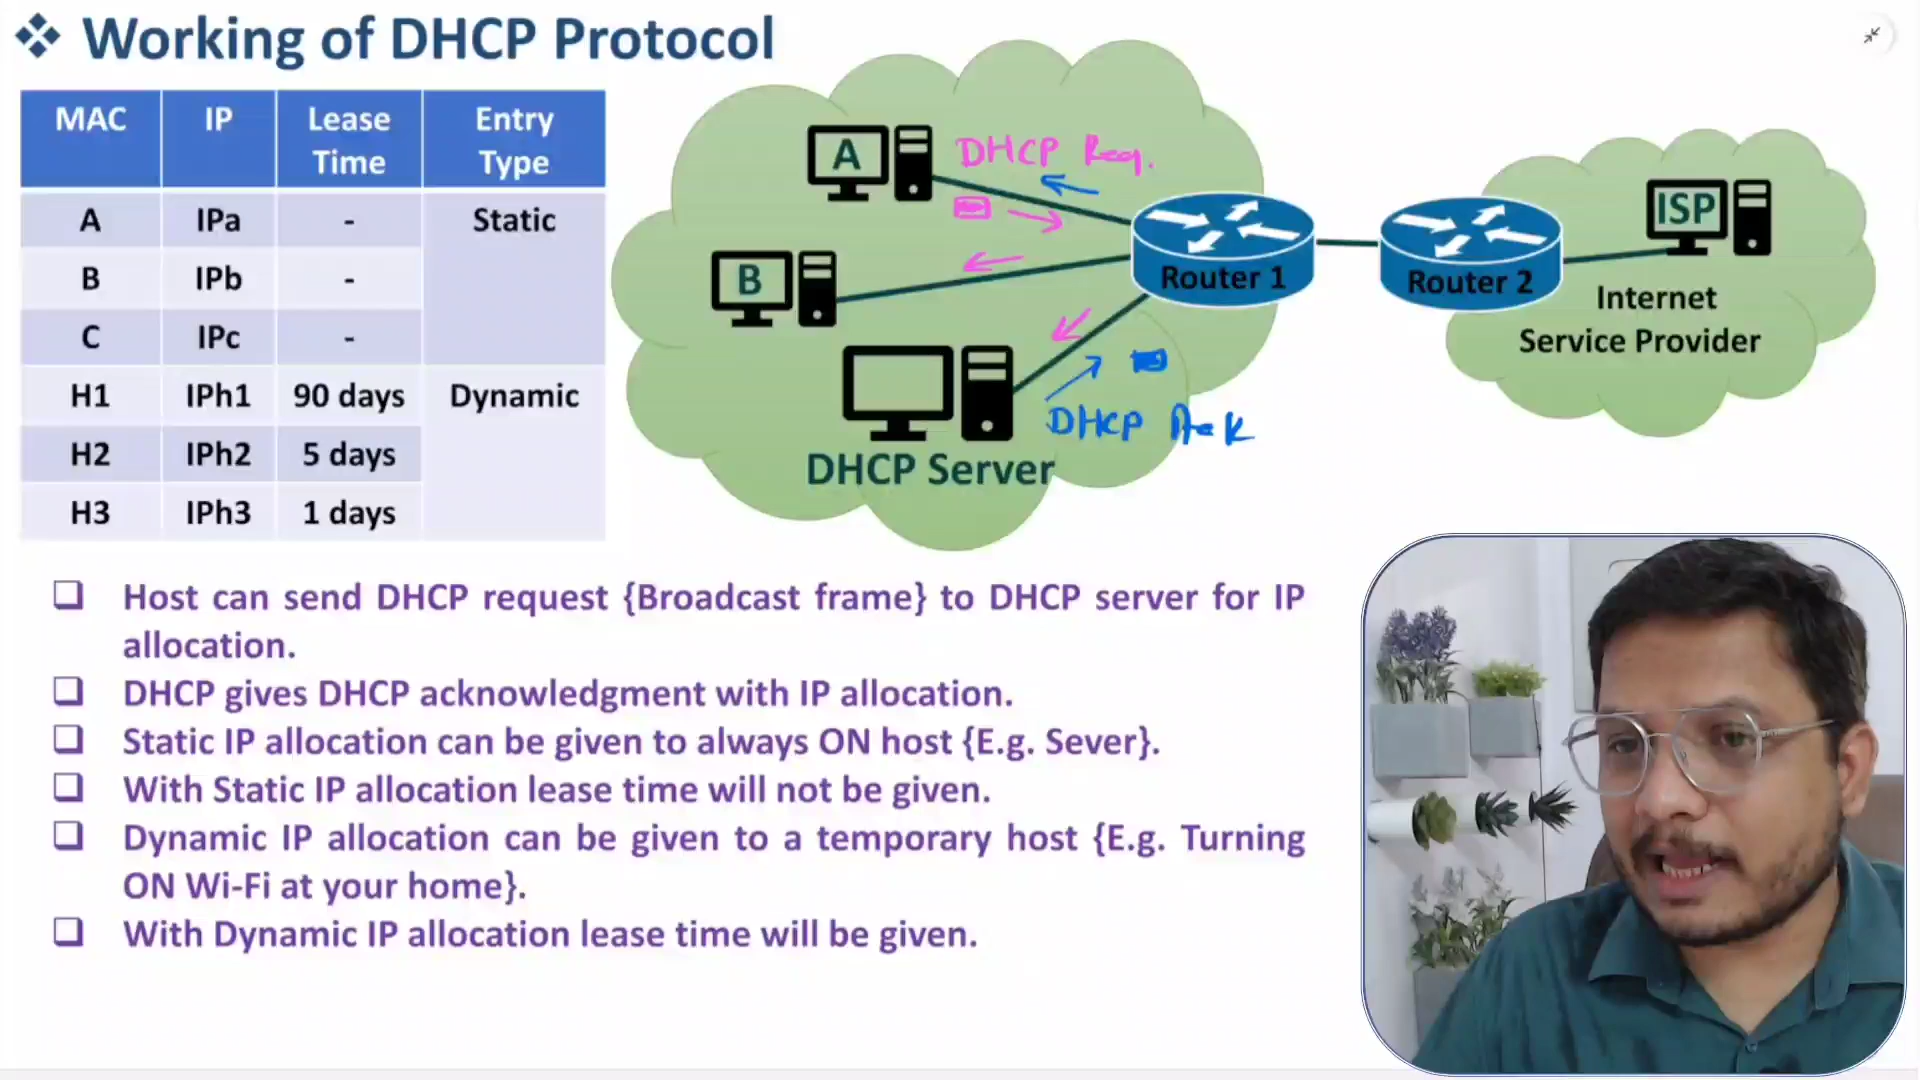 ❖ Working of DHCP Protocol
MAC IP Lease Time Entry Type
A IPa - Static
B IPb -
C IPc -
H1 IPh1 90 days Dynamic
H2 IPh2 5 days
H3 IPh3 1 days
A
DHCP Req.
B
Router 1
Router 2
ISP
Internet
Service Provider
DHCP Ack
DHCP Server
❑ Host can send DHCP request {Broadcast frame} to DHCP server for IP
allocation.
❑ DHCP gives DHCP acknowledgment with IP allocation.
❑ Static IP allocation can be given to always ON host {E.g. Sever}.
❑ With Static IP allocation lease time will not be given.
❑ Dynamic IP allocation can be given to a temporary host {E.g. Turning
ON Wi-Fi at your home}.
❑ With Dynamic IP allocation lease time will be given.